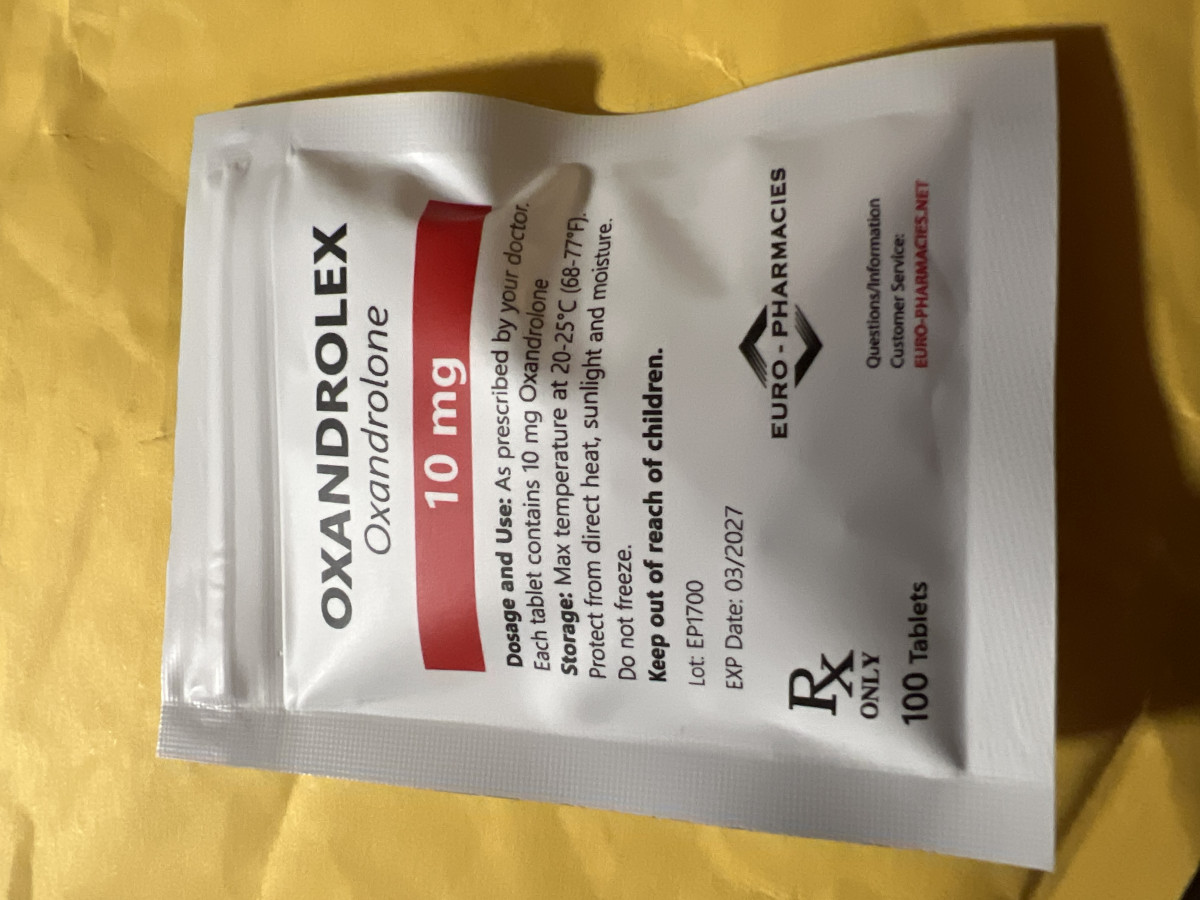 OXANDROLEX
Oxandrolone
10 mg
Dosage and Use: As prescribed by your doctor.
Each tablet contains 10 mg Oxandrolone
Storage: Max temperature at 20-25°C (68-77°F).
Protect from direct heat, sunlight and moisture.
Do not freeze.
Keep out of reach of children.
Lot: EP1700
EXP Date: 03/2027
Rx
ONLY
100 Tablets
EURO-PHARMACIES
Questions/Information
Customer Service:
EURO-PHARMACIES.NET